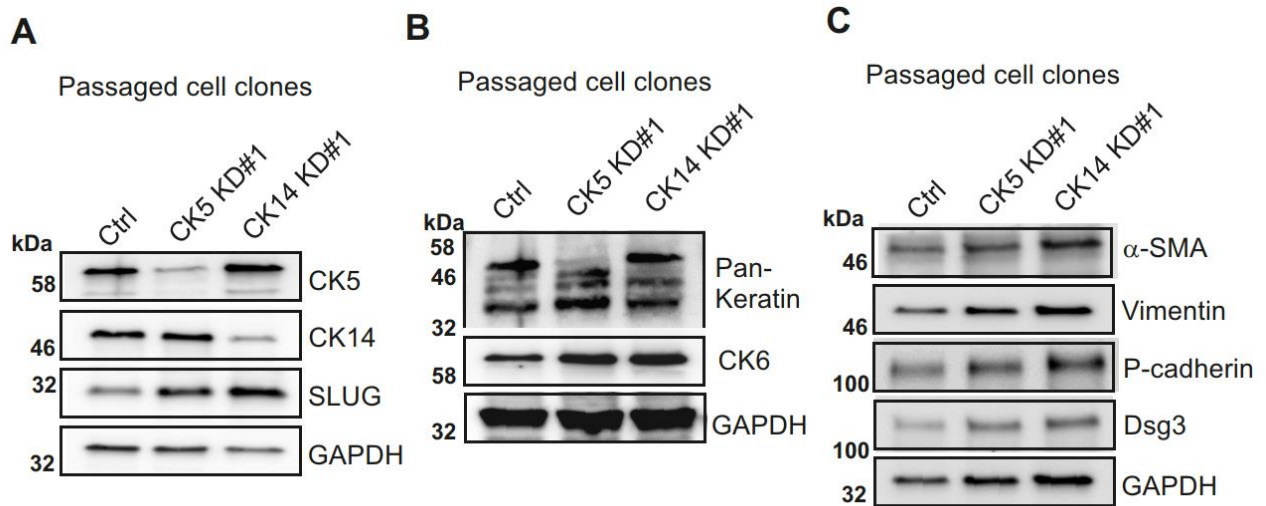 A
Passaged cell clones
Ctrl
CK5 KD#1
CK14 KD#1
kDa
58
CK5
46
CK14
32
SLUG
32
GAPDH
B
Passaged cell clones
Ctrl
CK5 KD#1
CK14 KD#1
kDa
58
46
32
Pan-
Keratin
58
CK6
32
GAPDH
C
Passaged cell clones
Ctrl
CK5 KD#1
CK14 KD#1
kDa
46
α-SMA
46
Vimentin
100
P-cadherin
100
Dsg3
32
GAPDH